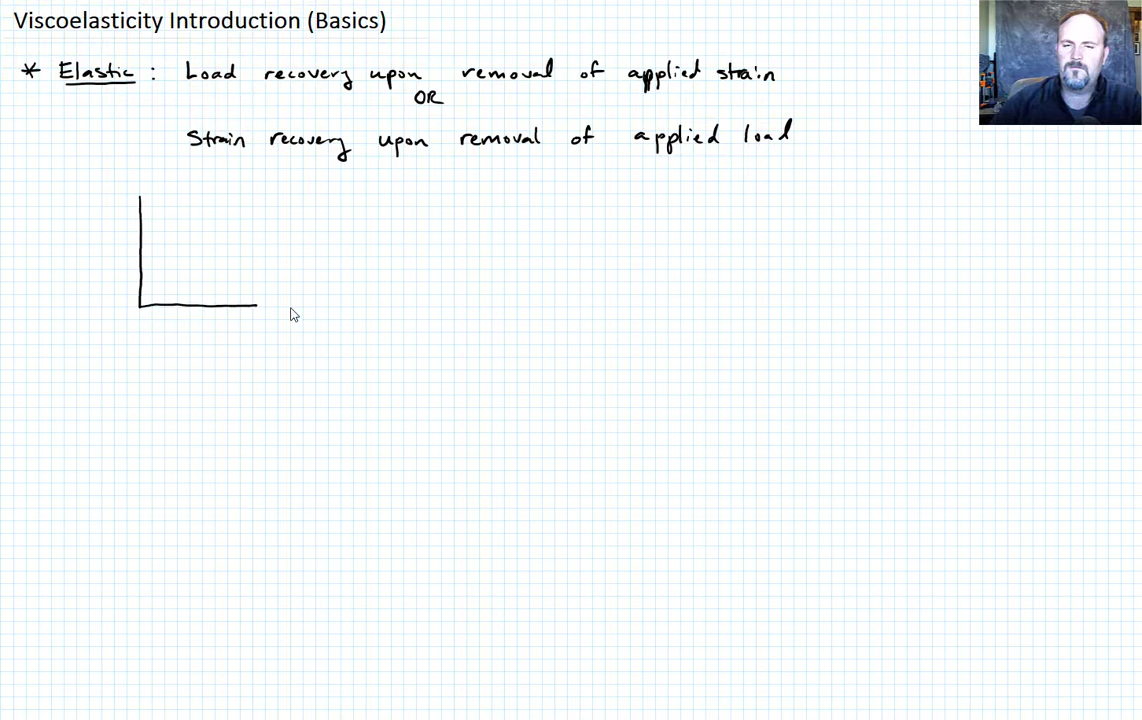 Viscoelasticity Introduction (Basics)
* Elastic: Load recovery upon removal of applied strain
OR
Strain recovery upon removal of applied load